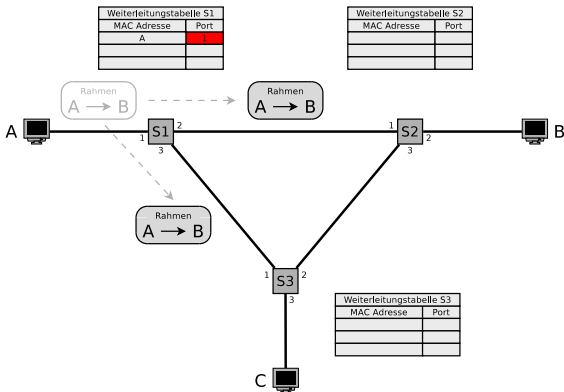 Weiterleitungstabelle S1
MAC Adresse Port
A 1
Weiterleitungstabelle S2
MAC Adresse Port
Rahmen
A → B
Rahmen
A → B
A
1
S1
2
3
1
S2
2
3
B
Rahmen
A → B
1
S3
2
3
Weiterleitungstabelle S3
MAC Adresse Port
C